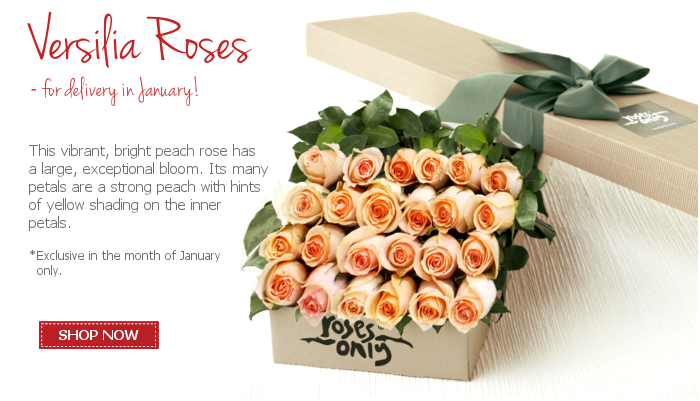 Versilia Roses
- for delivery in January!
This vibrant, bright peach rose has
a large, exceptional bloom. Its many
petals are a strong peach with hints
of yellow shading on the inner
petals.
*Exclusive in the month of January
only.
SHOP NOW
roses
only
roses
only